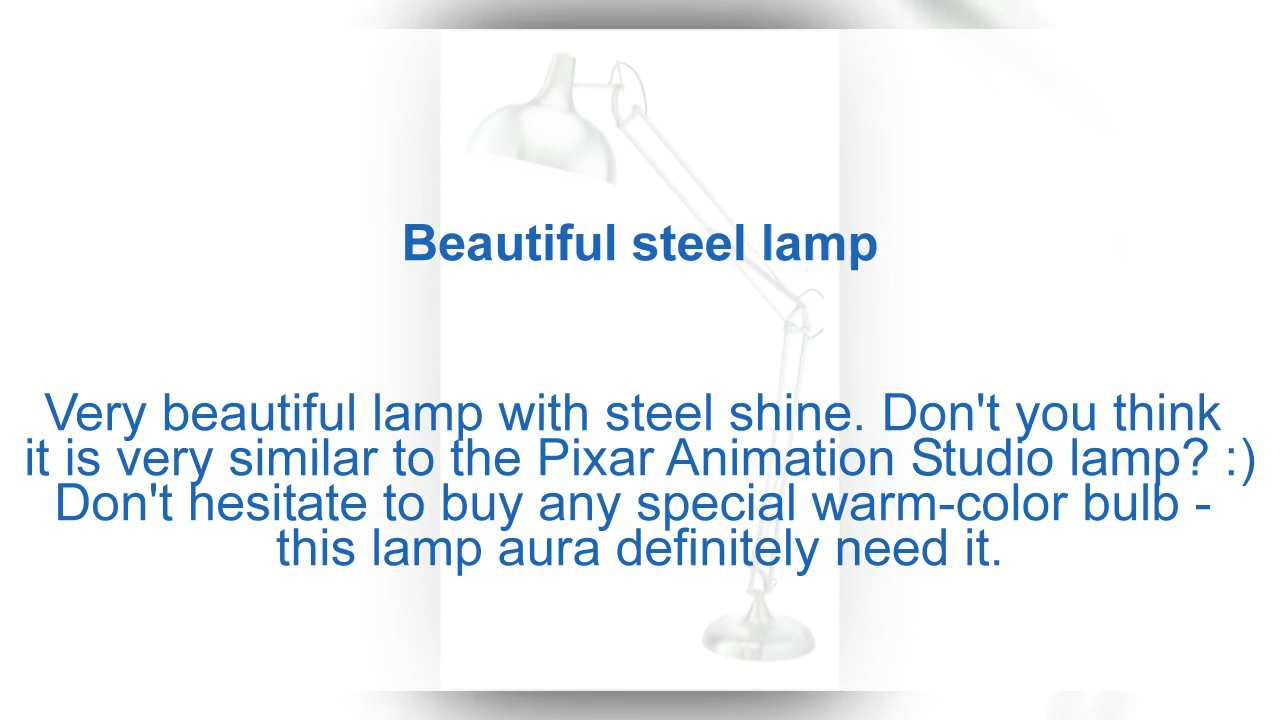 Beautiful steel lamp
Very beautiful lamp with steel shine. Don't you think
it is very similar to the Pixar Animation Studio lamp? :)
Don't hesitate to buy any special warm-color bulb -
this lamp aura definitely need it.